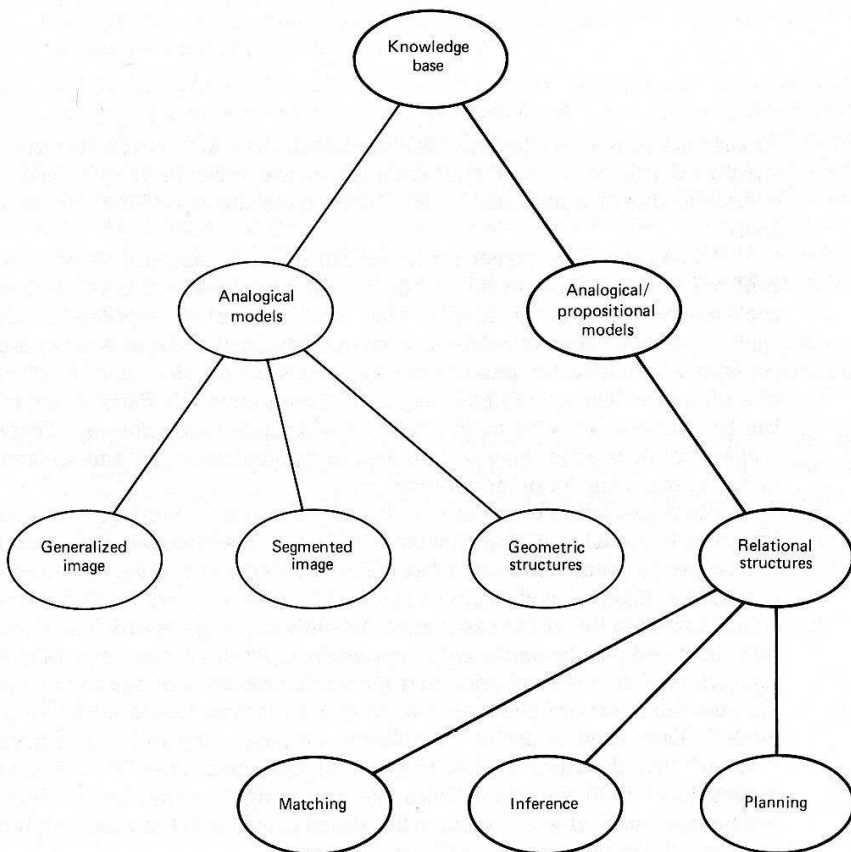 Knowledge
base
Analogical
models
Analogical/
propositional
models
Generalized
image
Segmented
image
Geometric
structures
Relational
structures
Matching
Inference
Planning